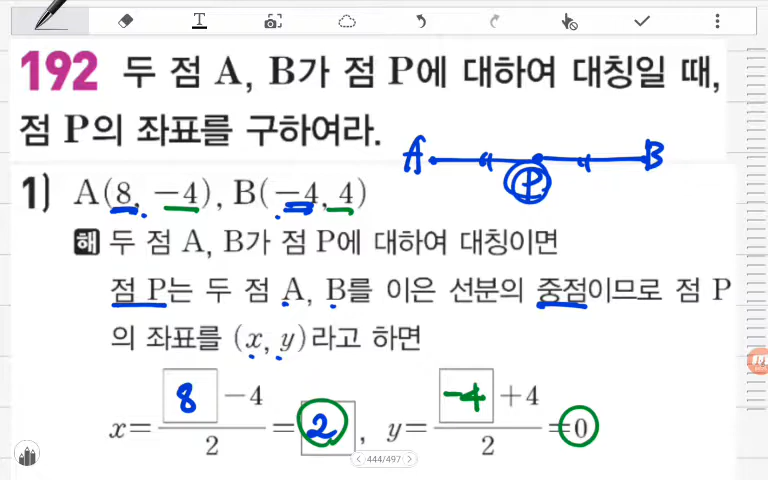 192 두 점 A, B가 점 P에 대하여 대칭일 때,
점 P의 좌표를 구하여라.
A P B
1) A(8, −4), B(−4, 4)
해 두 점 A, B가 점 P에 대하여 대칭이면
점 P는 두 점 A, B를 이은 선분의 중점이므로 점 P
의 좌표를 (x, y)라고 하면
x = (8 − 4)/2 = 2, y = (−4 + 4)/2 = 0
444/497